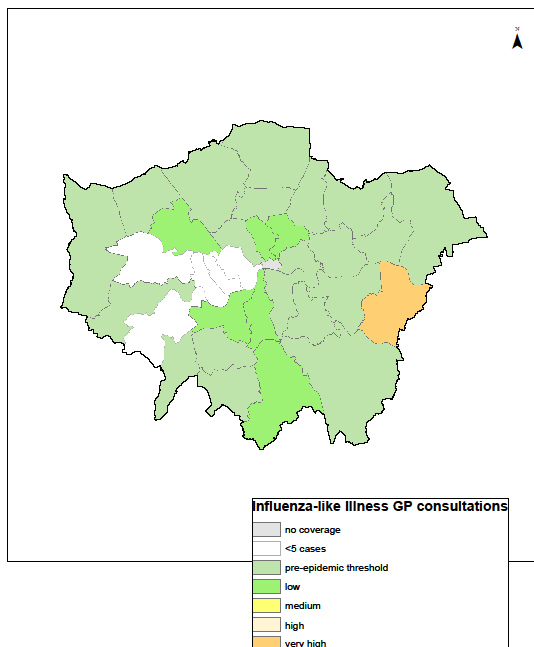 N
Influenza-like Illness GP consultations
no coverage
<5 cases
pre-epidemic threshold
low
medium
high
very high